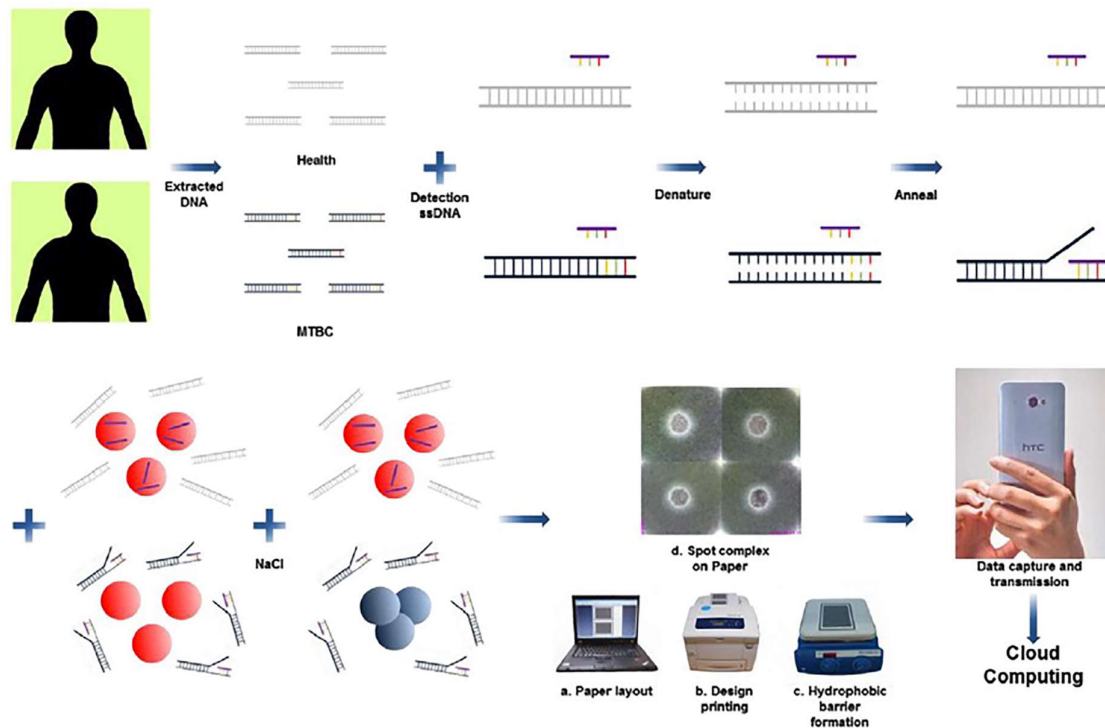 Extracted
DNA
Health
MTBC
Detection
ssDNA
Denature
Anneal
NaCl
d. Spot complex
on Paper
a. Paper layout
b. Design
printing
c. Hydrophobic
barrier
formation
hTC
Data capture and
transmission
Cloud
Computing